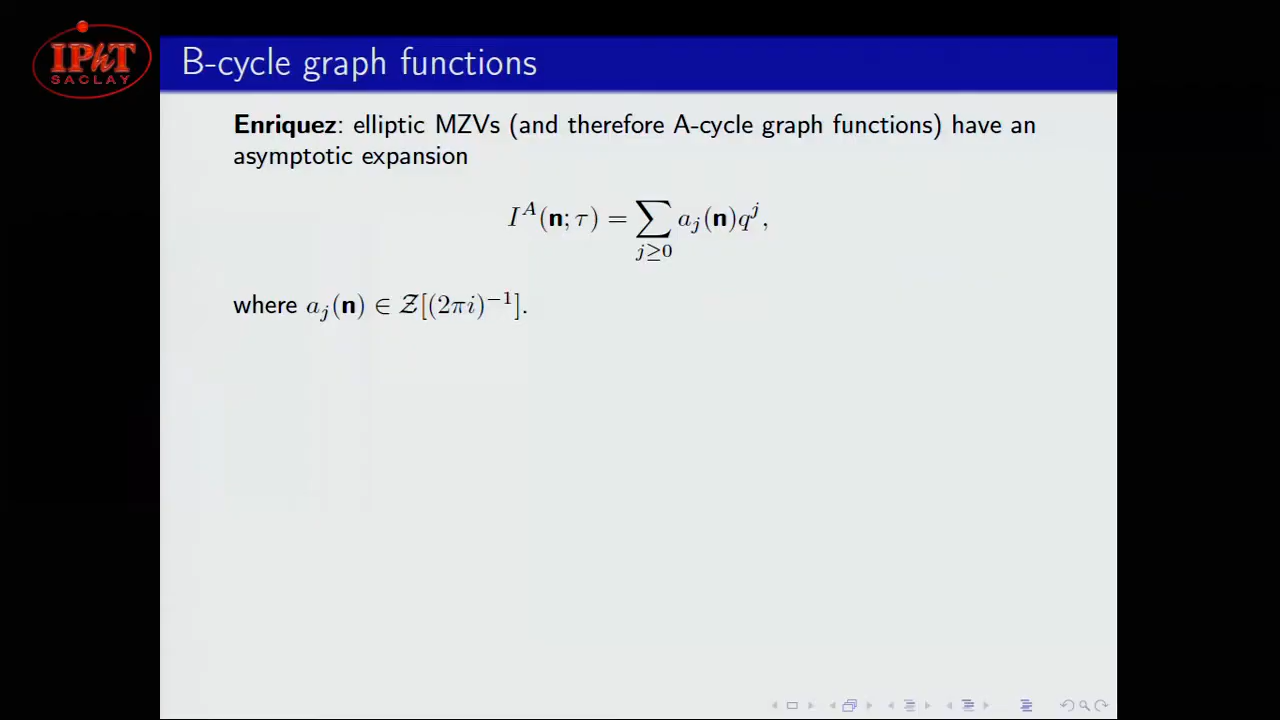 IPhT
SACLAY
B-cycle graph functions
Enriquez: elliptic MZVs (and therefore A-cycle graph functions) have an
asymptotic expansion
I^A(n; τ) = ∑_{j≥0} a_j(n)q^j,
where a_j(n) ∈ 𝒵[(2πi)^{−1}].